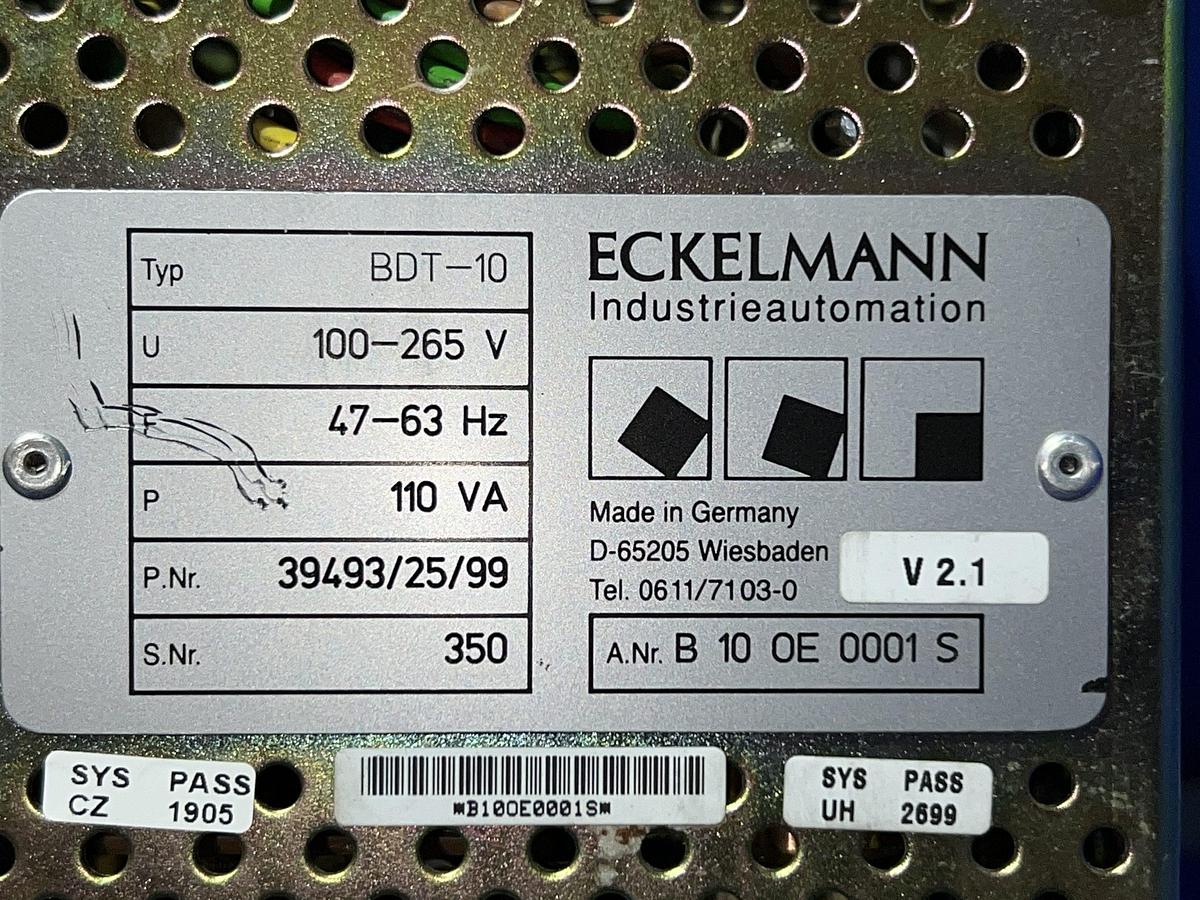 Typ BDT-10
U 100-265 V
F 47-63 Hz
P 110 VA
P.Nr. 39493/25/99
S.Nr. 350
ECKELMANN
Industrieautomation
Made in Germany
D-65205 Wiesbaden
Tel. 0611/7103-0
V 2.1
A.Nr. B 10 OE 0001 S
SYS PASS
CZ 1905
*B10OE0001S*
SYS PASS
UH 2699